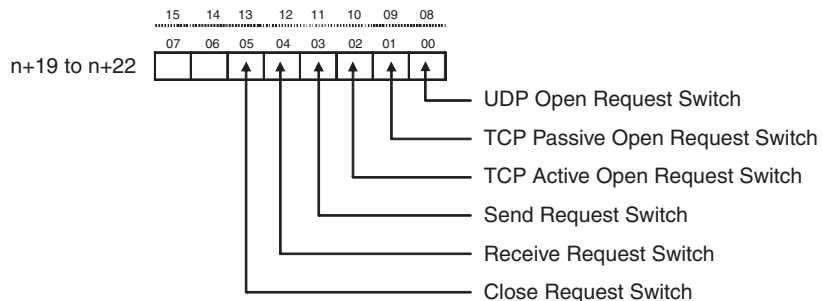 15 14 13 12 11 10 09 08
07 06 05 04 03 02 01 00
n+19 to n+22
UDP Open Request Switch
TCP Passive Open Request Switch
TCP Active Open Request Switch
Send Request Switch
Receive Request Switch
Close Request Switch